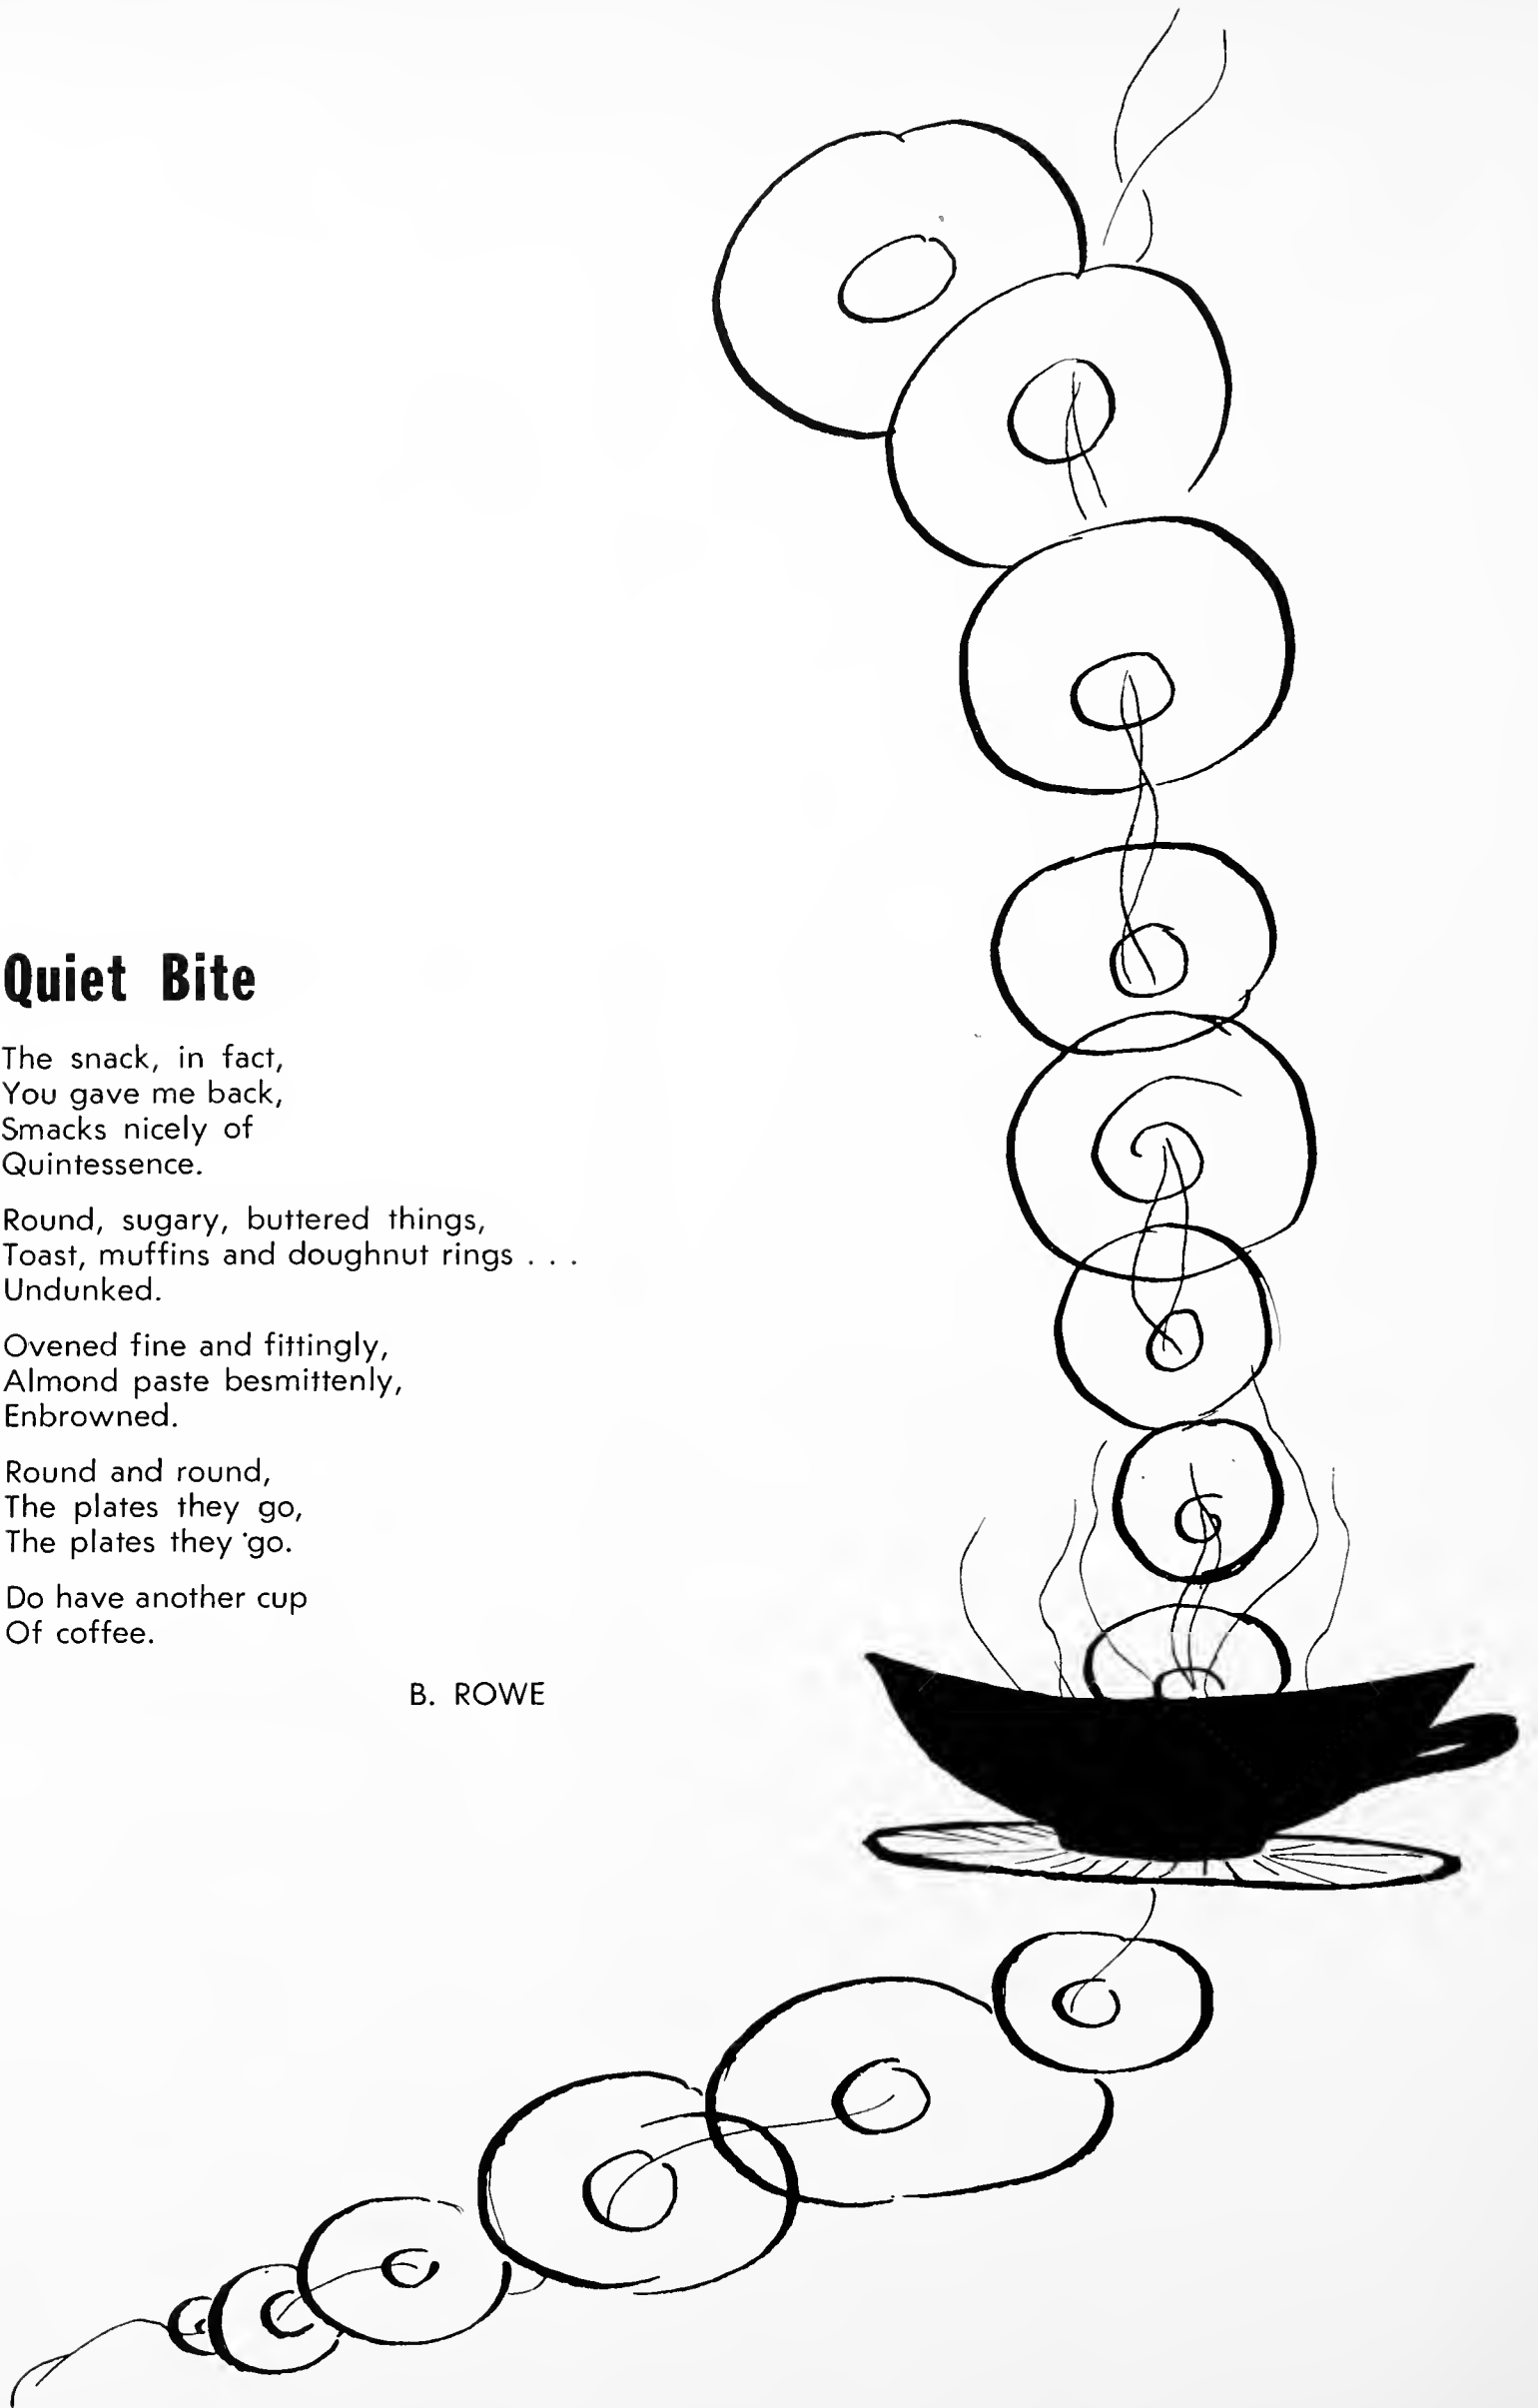 Quiet Bite
The snack, in fact,
You gave me back,
Smacks nicely of
Quintessence.
Round, sugary, buttered things,
Toast, muffins and doughnut rings . . .
Undunked.
Ovened fine and fittingly,
Almond paste besmittenly,
Enbrowned.
Round and round,
The plates they go,
The plates they go.
Do have another cup
Of coffee.
B. ROWE